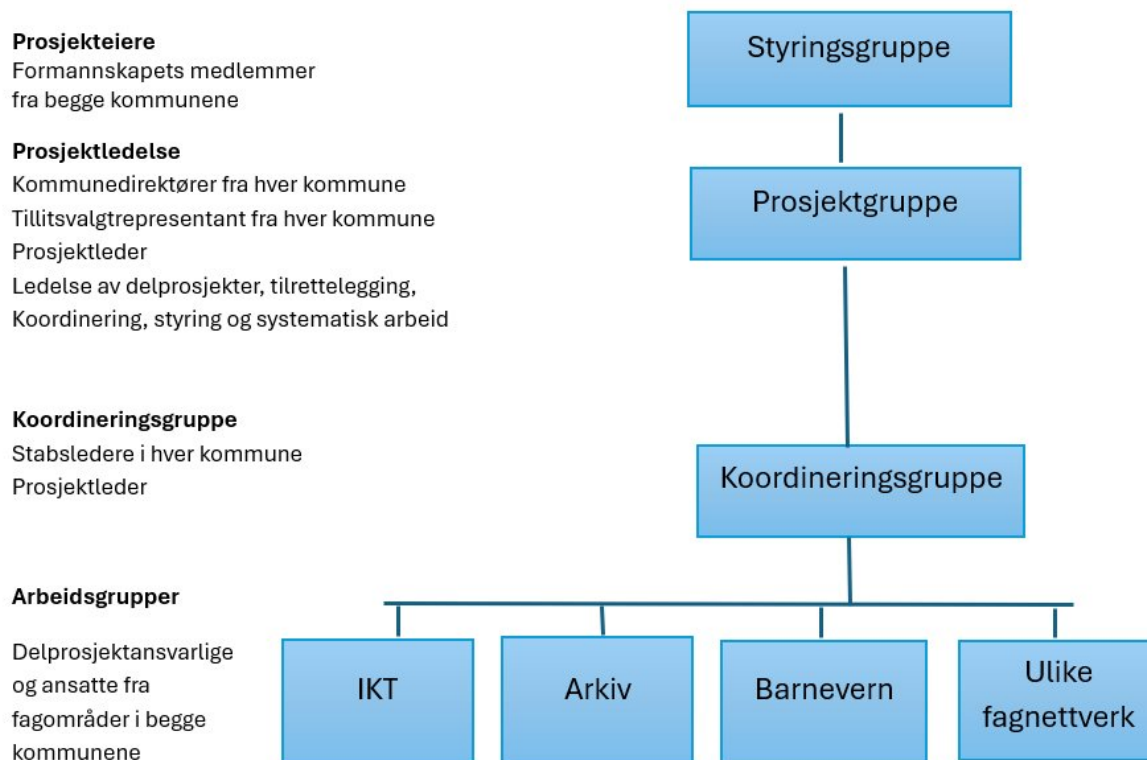 Prosjekteiere
Formannskapets medlemmer
fra begge kommunene
Styringsgruppe
Prosjektledelse
Kommunedirektører fra hver kommune
Tillitsvalgtrepresentant fra hver kommune
Prosjektleder
Ledelse av delprosjekter, tilrettelegging,
Koordinering, styring og systematisk arbeid
Prosjektgruppe
Koordineringsgruppe
Stabsledere i hver kommune
Prosjektleder
Koordineringsgruppe
Arbeidsgrupper
Delprosjektansvarlige
og ansatte fra
fagområder i begge
kommunene
IKT
Arkiv
Barnevern
Ulike
fagnettverk